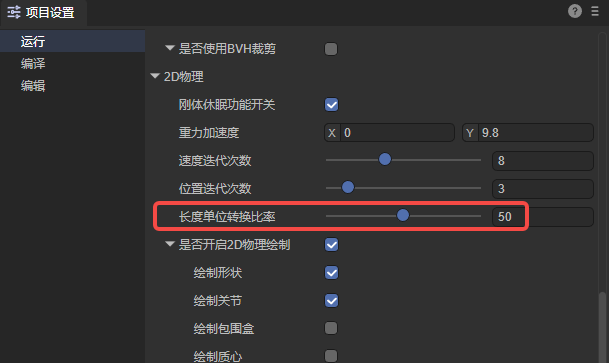 项目设置
?
运行
编译
编辑
是否使用BVH裁剪
2D物理
刚体休眠功能开关
重力加速度 X 0 Y 9.8
速度迭代次数 8
位置迭代次数 3
长度单位转换比率 50
是否开启2D物理绘制
绘制形状
绘制关节
绘制包围盒
绘制质心